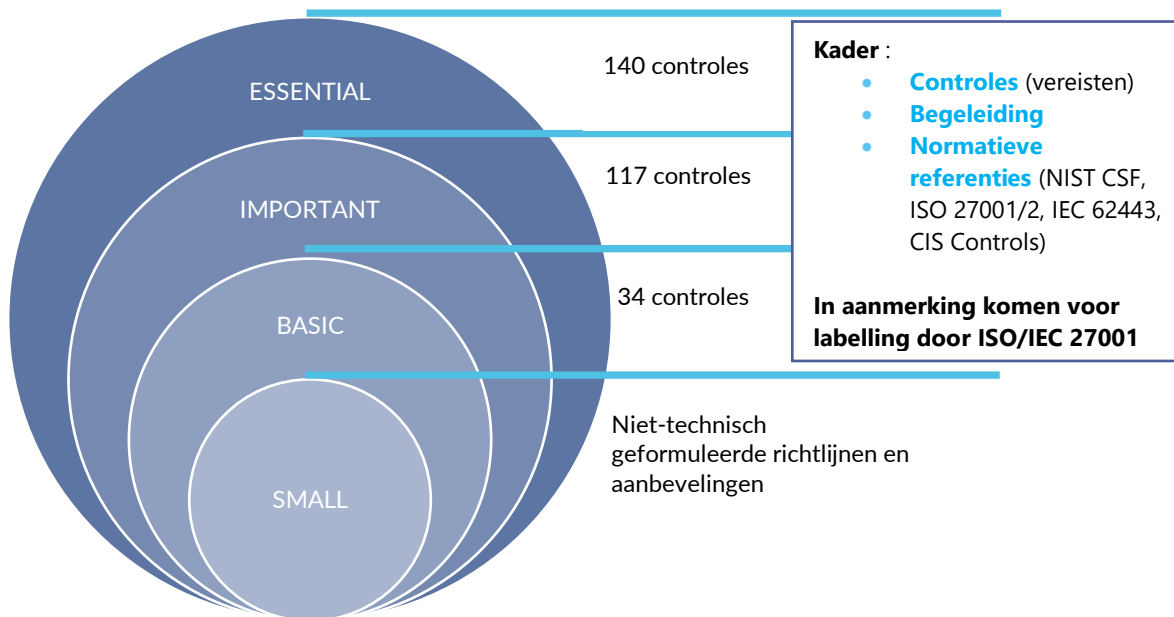 ESSENTIAL
IMPORTANT
BASIC
SMALL
140 controles
117 controles
34 controles
Niet-technisch
geformuleerde richtlijnen en
aanbevelingen
Kader :
• Controles (vereisten)
• Begeleiding
• Normatieve
referenties (NIST CSF,
ISO 27001/2, IEC 62443,
CIS Controls)
In aanmerking komen voor
labelling door ISO/IEC 27001